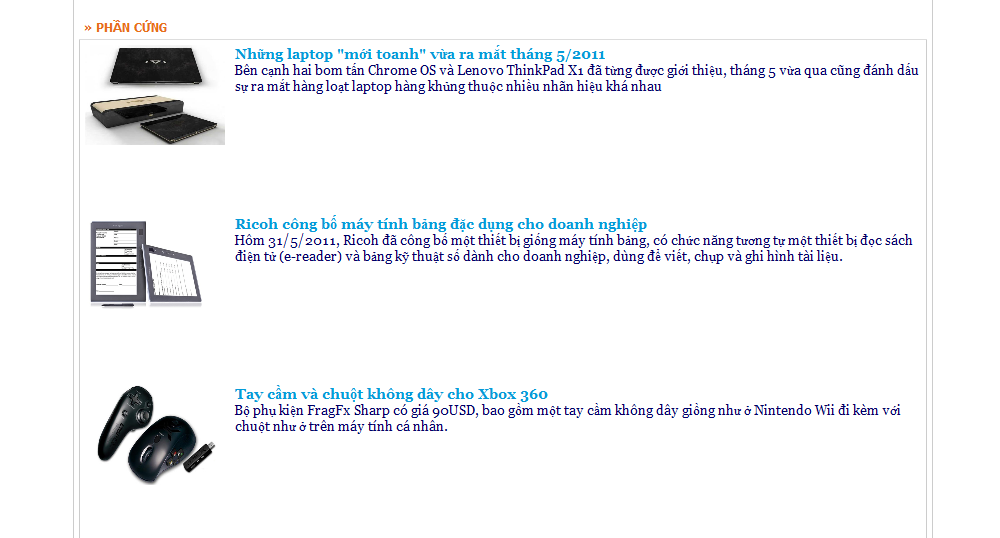 » PHẦN CỨNG
Những laptop "mới toanh" vừa ra mắt tháng 5/2011
Bên cạnh hai bom tấn Chrome OS và Lenovo ThinkPad X1 đã từng được giới thiệu, tháng 5 vừa qua cũng đánh dấu
sự ra mắt hàng loạt laptop hàng khủng thuộc nhiều nhãn hiệu khá nhau
Ricoh công bố máy tính bảng đặc dụng cho doanh nghiệp
Hôm 31/5/2011, Ricoh đã công bố một thiết bị giống máy tính bảng, có chức năng tương tự một thiết bị đọc sách
điện tử (e-reader) và bảng kỹ thuật số dành cho doanh nghiệp, dùng để viết, chụp và ghi hình tài liệu.
Tay cầm và chuột không dây cho Xbox 360
Bộ phụ kiện FragFx Sharp có giá 90USD, bao gồm một tay cầm không dây giống như ở Nintendo Wii đi kèm với
chuột như ở trên máy tính cá nhân.